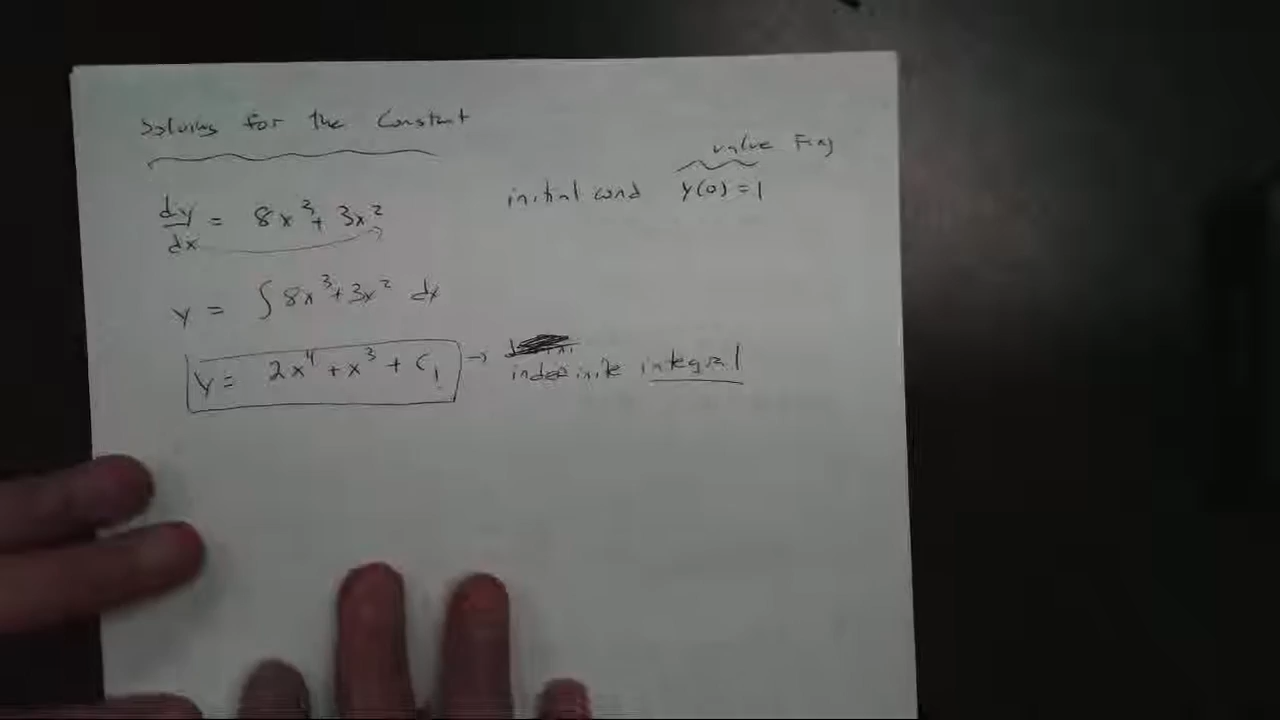 Solving for the Constant
value Fxn
dy/dx = 8x³ + 3x²
initial cond y(0) = 1
y = ∫ 8x³ + 3x² dx
y = 2x⁴ + x³ + C₁ →
indefinite integral